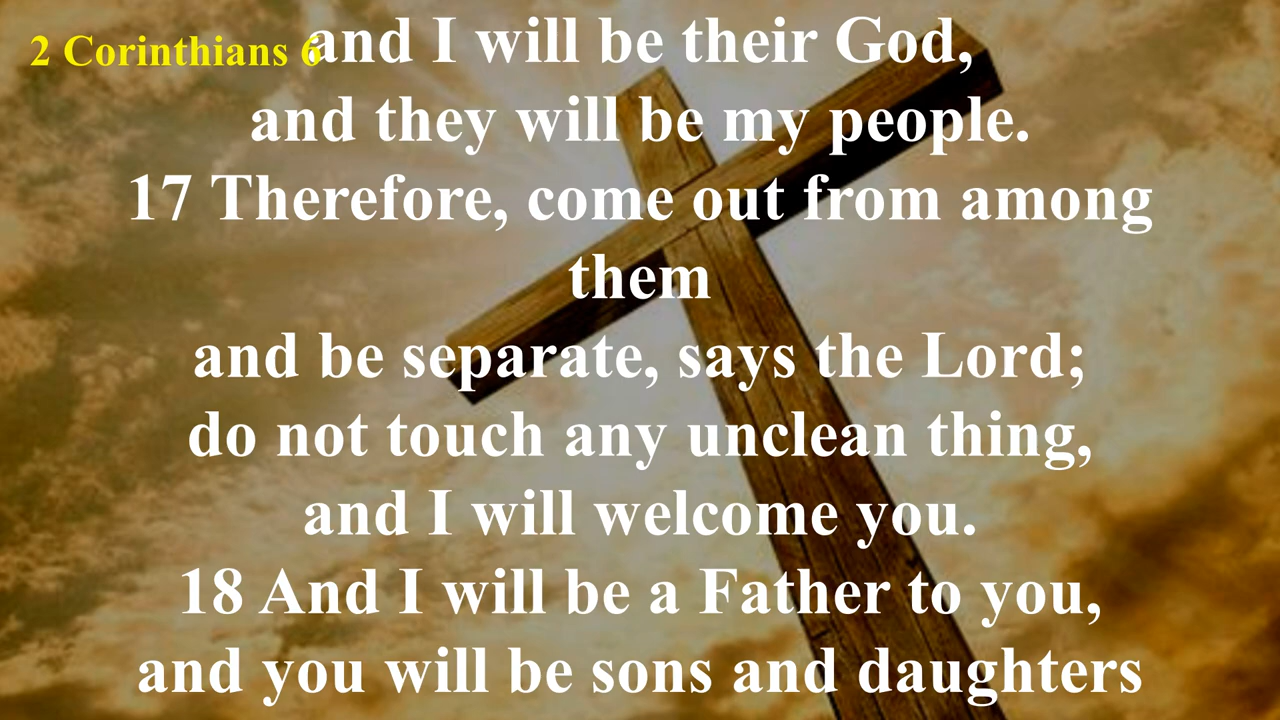 2 Corinthians 6
and I will be their God,
and they will be my people.
17 Therefore, come out from among
them
and be separate, says the Lord;
do not touch any unclean thing,
and I will welcome you.
18 And I will be a Father to you,
and you will be sons and daughters